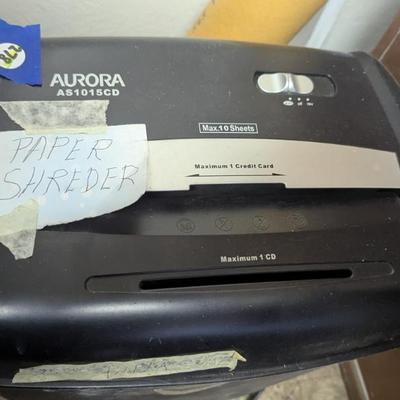 AURORA
AS1015CD
Max.10 Sheets
PAPER
SHREDER
Maximum 1 Credit Card
Maximum 1 CD